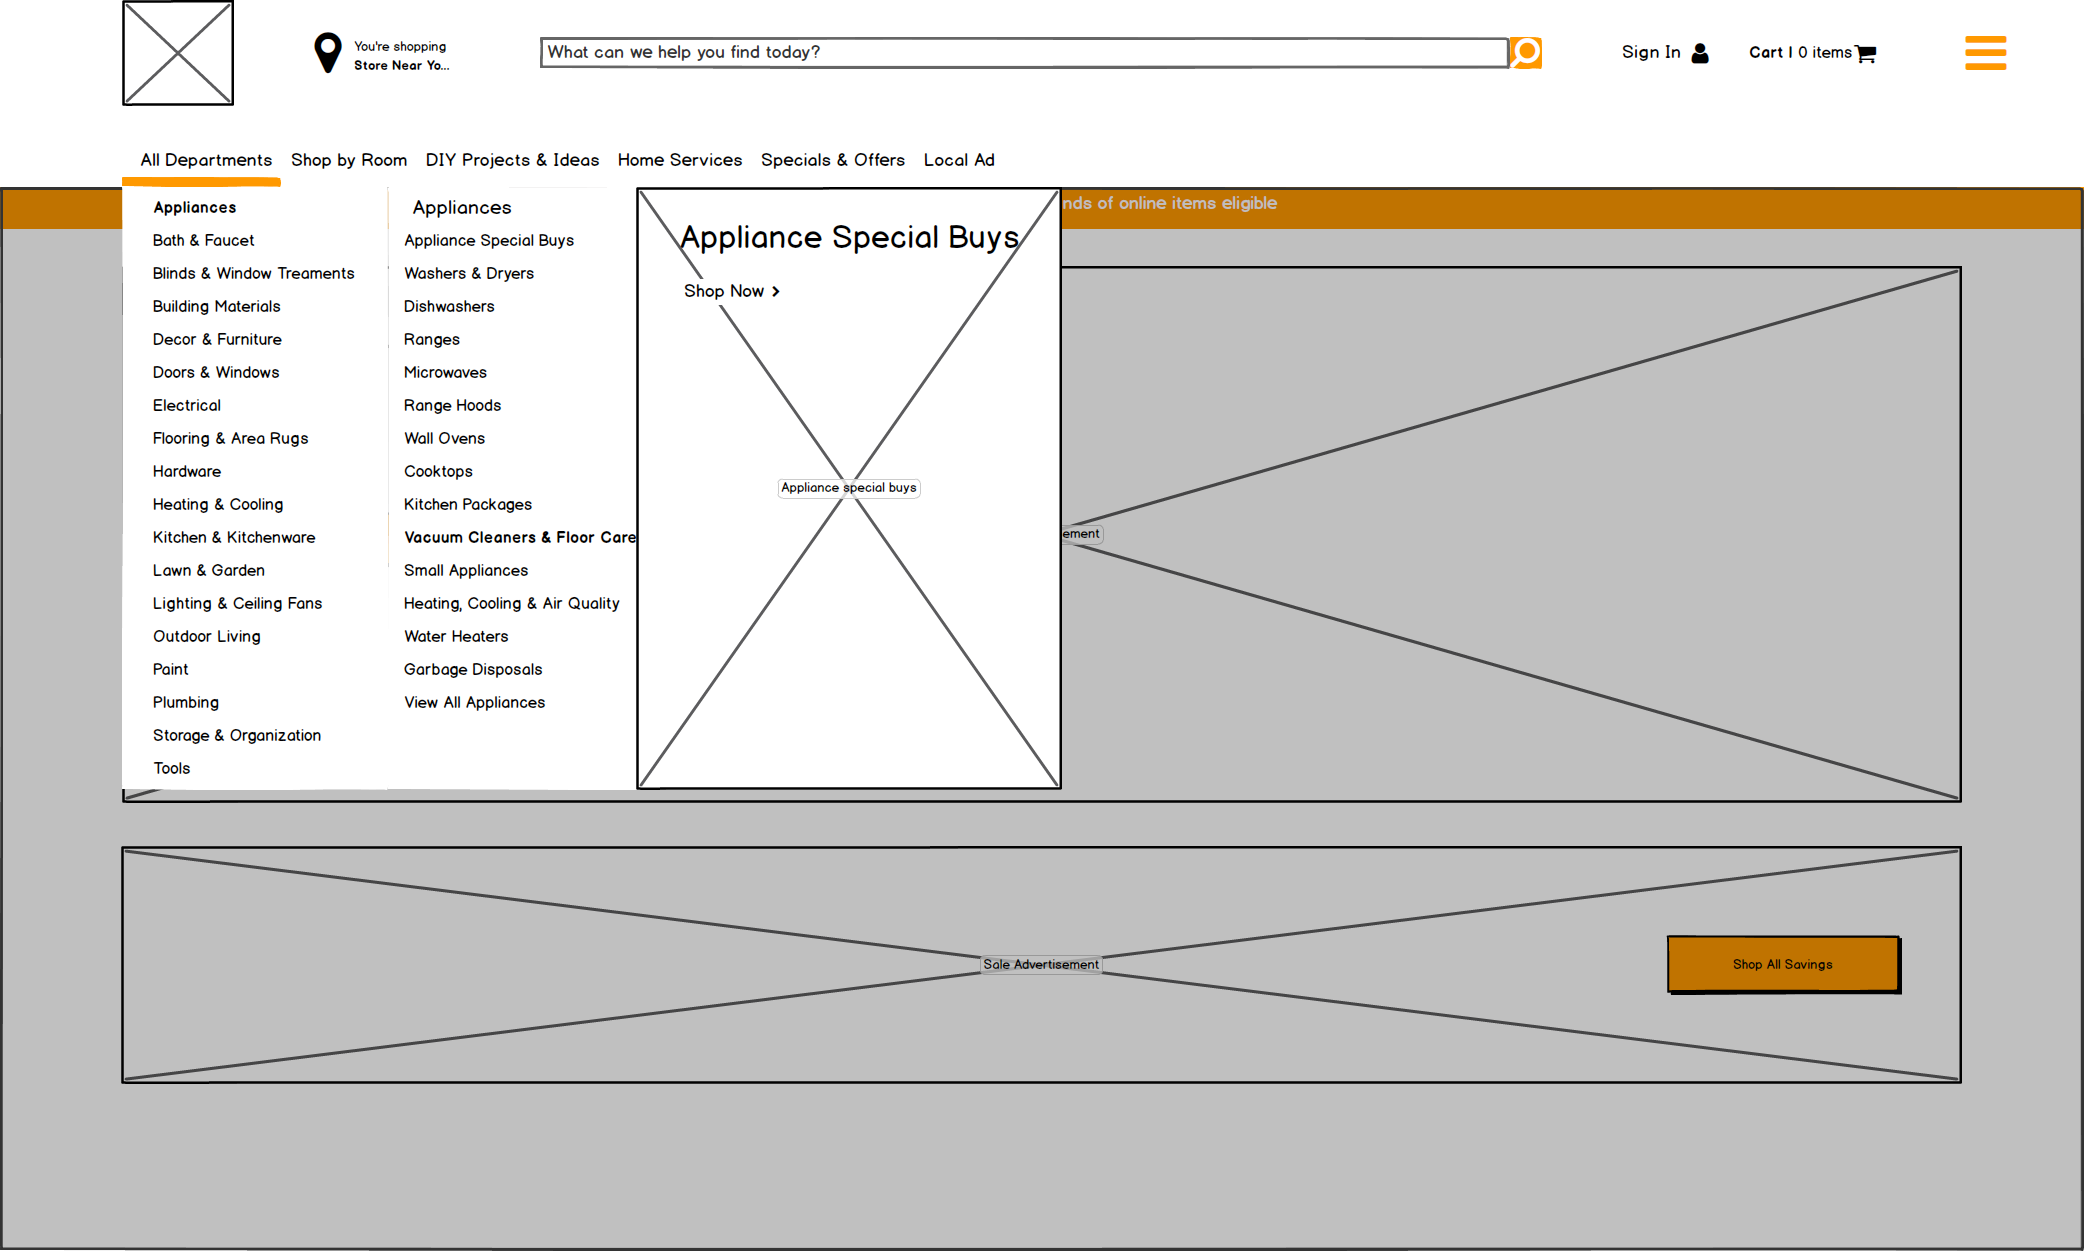 You're shopping
Store Near Yo...
What can we help you find today?
Sign In
Cart | 0 items
All Departments Shop by Room DIY Projects & Ideas Home Services Specials & Offers Local Ad
of online items eligible
Appliances
Bath & Faucet
Blinds & Window Treaments
Building Materials
Decor & Furniture
Doors & Windows
Electrical
Flooring & Area Rugs
Hardware
Heating & Cooling
Kitchen & Kitchenware
Lawn & Garden
Lighting & Ceiling Fans
Outdoor Living
Paint
Plumbing
Storage & Organization
Tools
Appliances
Appliance Special Buys
Washers & Dryers
Dishwashers
Ranges
Microwaves
Range Hoods
Wall Ovens
Cooktops
Kitchen Packages
Vacuum Cleaners & Floor Care
Small Appliances
Heating, Cooling & Air Quality
Water Heaters
Garbage Disposals
View All Appliances
Appliance Special Buys
Shop Now
Appliance special buys
Sale Advertisement
Shop All Savings